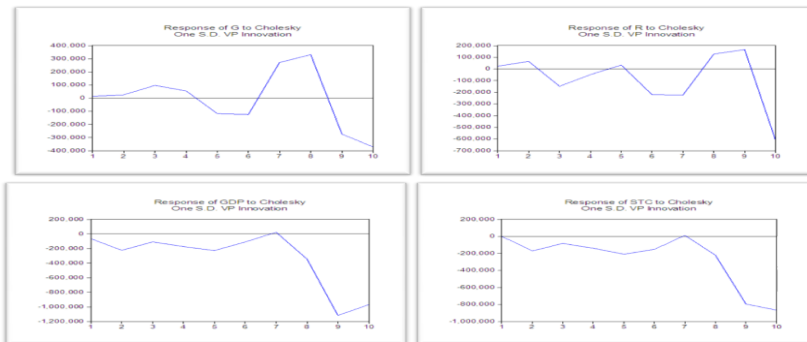 Response of G to Cholesky
One S.D. VP Innovation
400.000
300.000
200.000
100.000
0
-100.000
-200.000
-300.000
-400.000
1 2 3 4 5 6 7 8 9 10
Response of R to Cholesky
One S.D. VP Innovation
200.000
100.000
0
-100.000
-200.000
-300.000
-400.000
-500.000
-600.000
-700.000
1 2 3 4 5 6 7 8 9 10
Response of GDP to Cholesky
One S.D. VP Innovation
200.000
0
-200.000
-400.000
-600.000
-800.000
-1,000.000
-1,200.000
1 2 3 4 5 6 7 8 9 10
Response of STC to Cholesky
One S.D. VP Innovation
200.000
0
-200.000
-400.000
-600.000
-800.000
-1,000.000
1 2 3 4 5 6 7 8 9 10